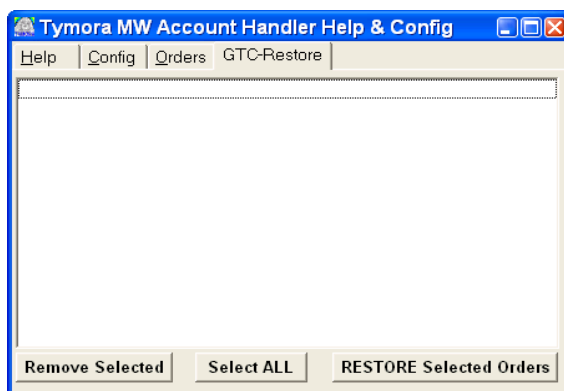 Tymora MW Account Handler Help & Config
Help Config Orders GTC-Restore
Remove Selected Select ALL RESTORE Selected Orders